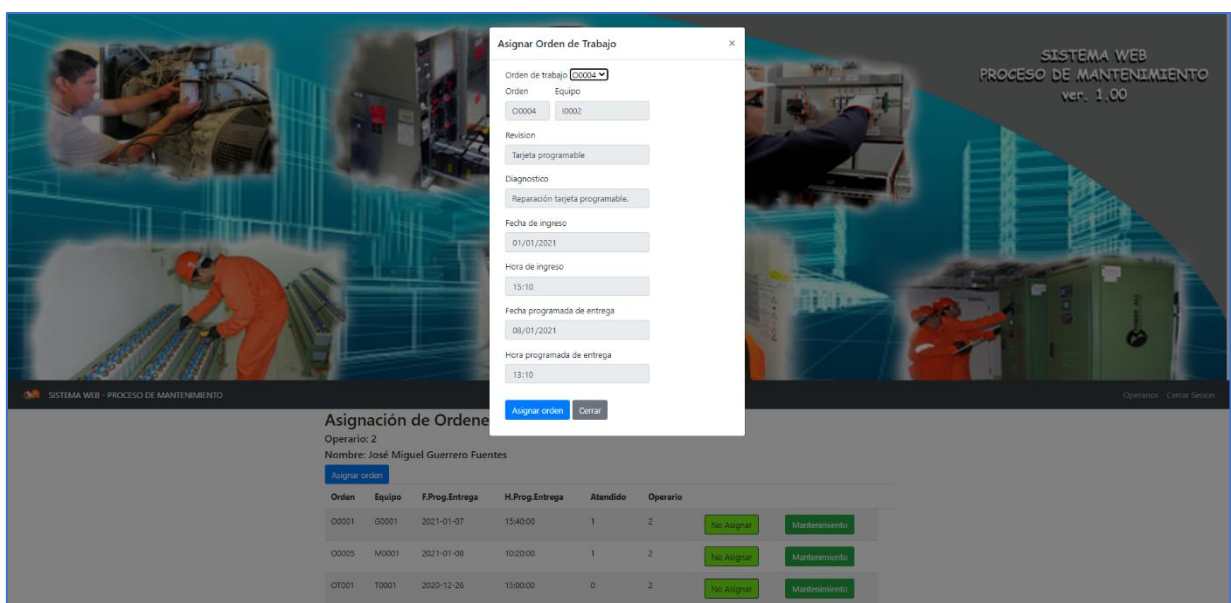 SISTEMA WEB
PROCESO DE MANTENIMIENTO
ver. 1.00
Asignar Orden de Trabajo ×
Orden de trabajo O0004
Orden Equipo
O0004 I0002
Revision
Tarjeta programable
Diagnostico
Reparación tarjeta programable.
Fecha de ingreso
01/01/2021
Hora de ingreso
15:10
Fecha programada de entrega
08/01/2021
Hora programada de entrega
13:10
Asignar orden Cerrar
SISTEMA WEB - PROCESO DE MANTENIMIENTO Operarios Cerrar Sesion
Asignación de Ordene
Operario: 2
Nombre: José Miguel Guerrero Fuentes
Asignar orden
Orden Equipo F.Prog.Entrega H.Prog.Entrega Atendido Operario
O0001 G0001 2021-01-07 15:40:00 1 2 No Asignar Mantenimiento
O0005 M0001 2021-01-08 10:20:00 1 2 No Asignar Mantenimiento
OT001 T0001 2020-12-26 15:00:00 0 2 No Asignar Mantenimiento